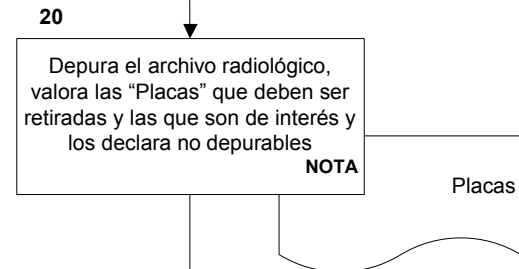 20
Depura el archivo radiológico,
valora las “Placas” que deben ser
retiradas y las que son de interés y
los declara no depurables
NOTA
Placas